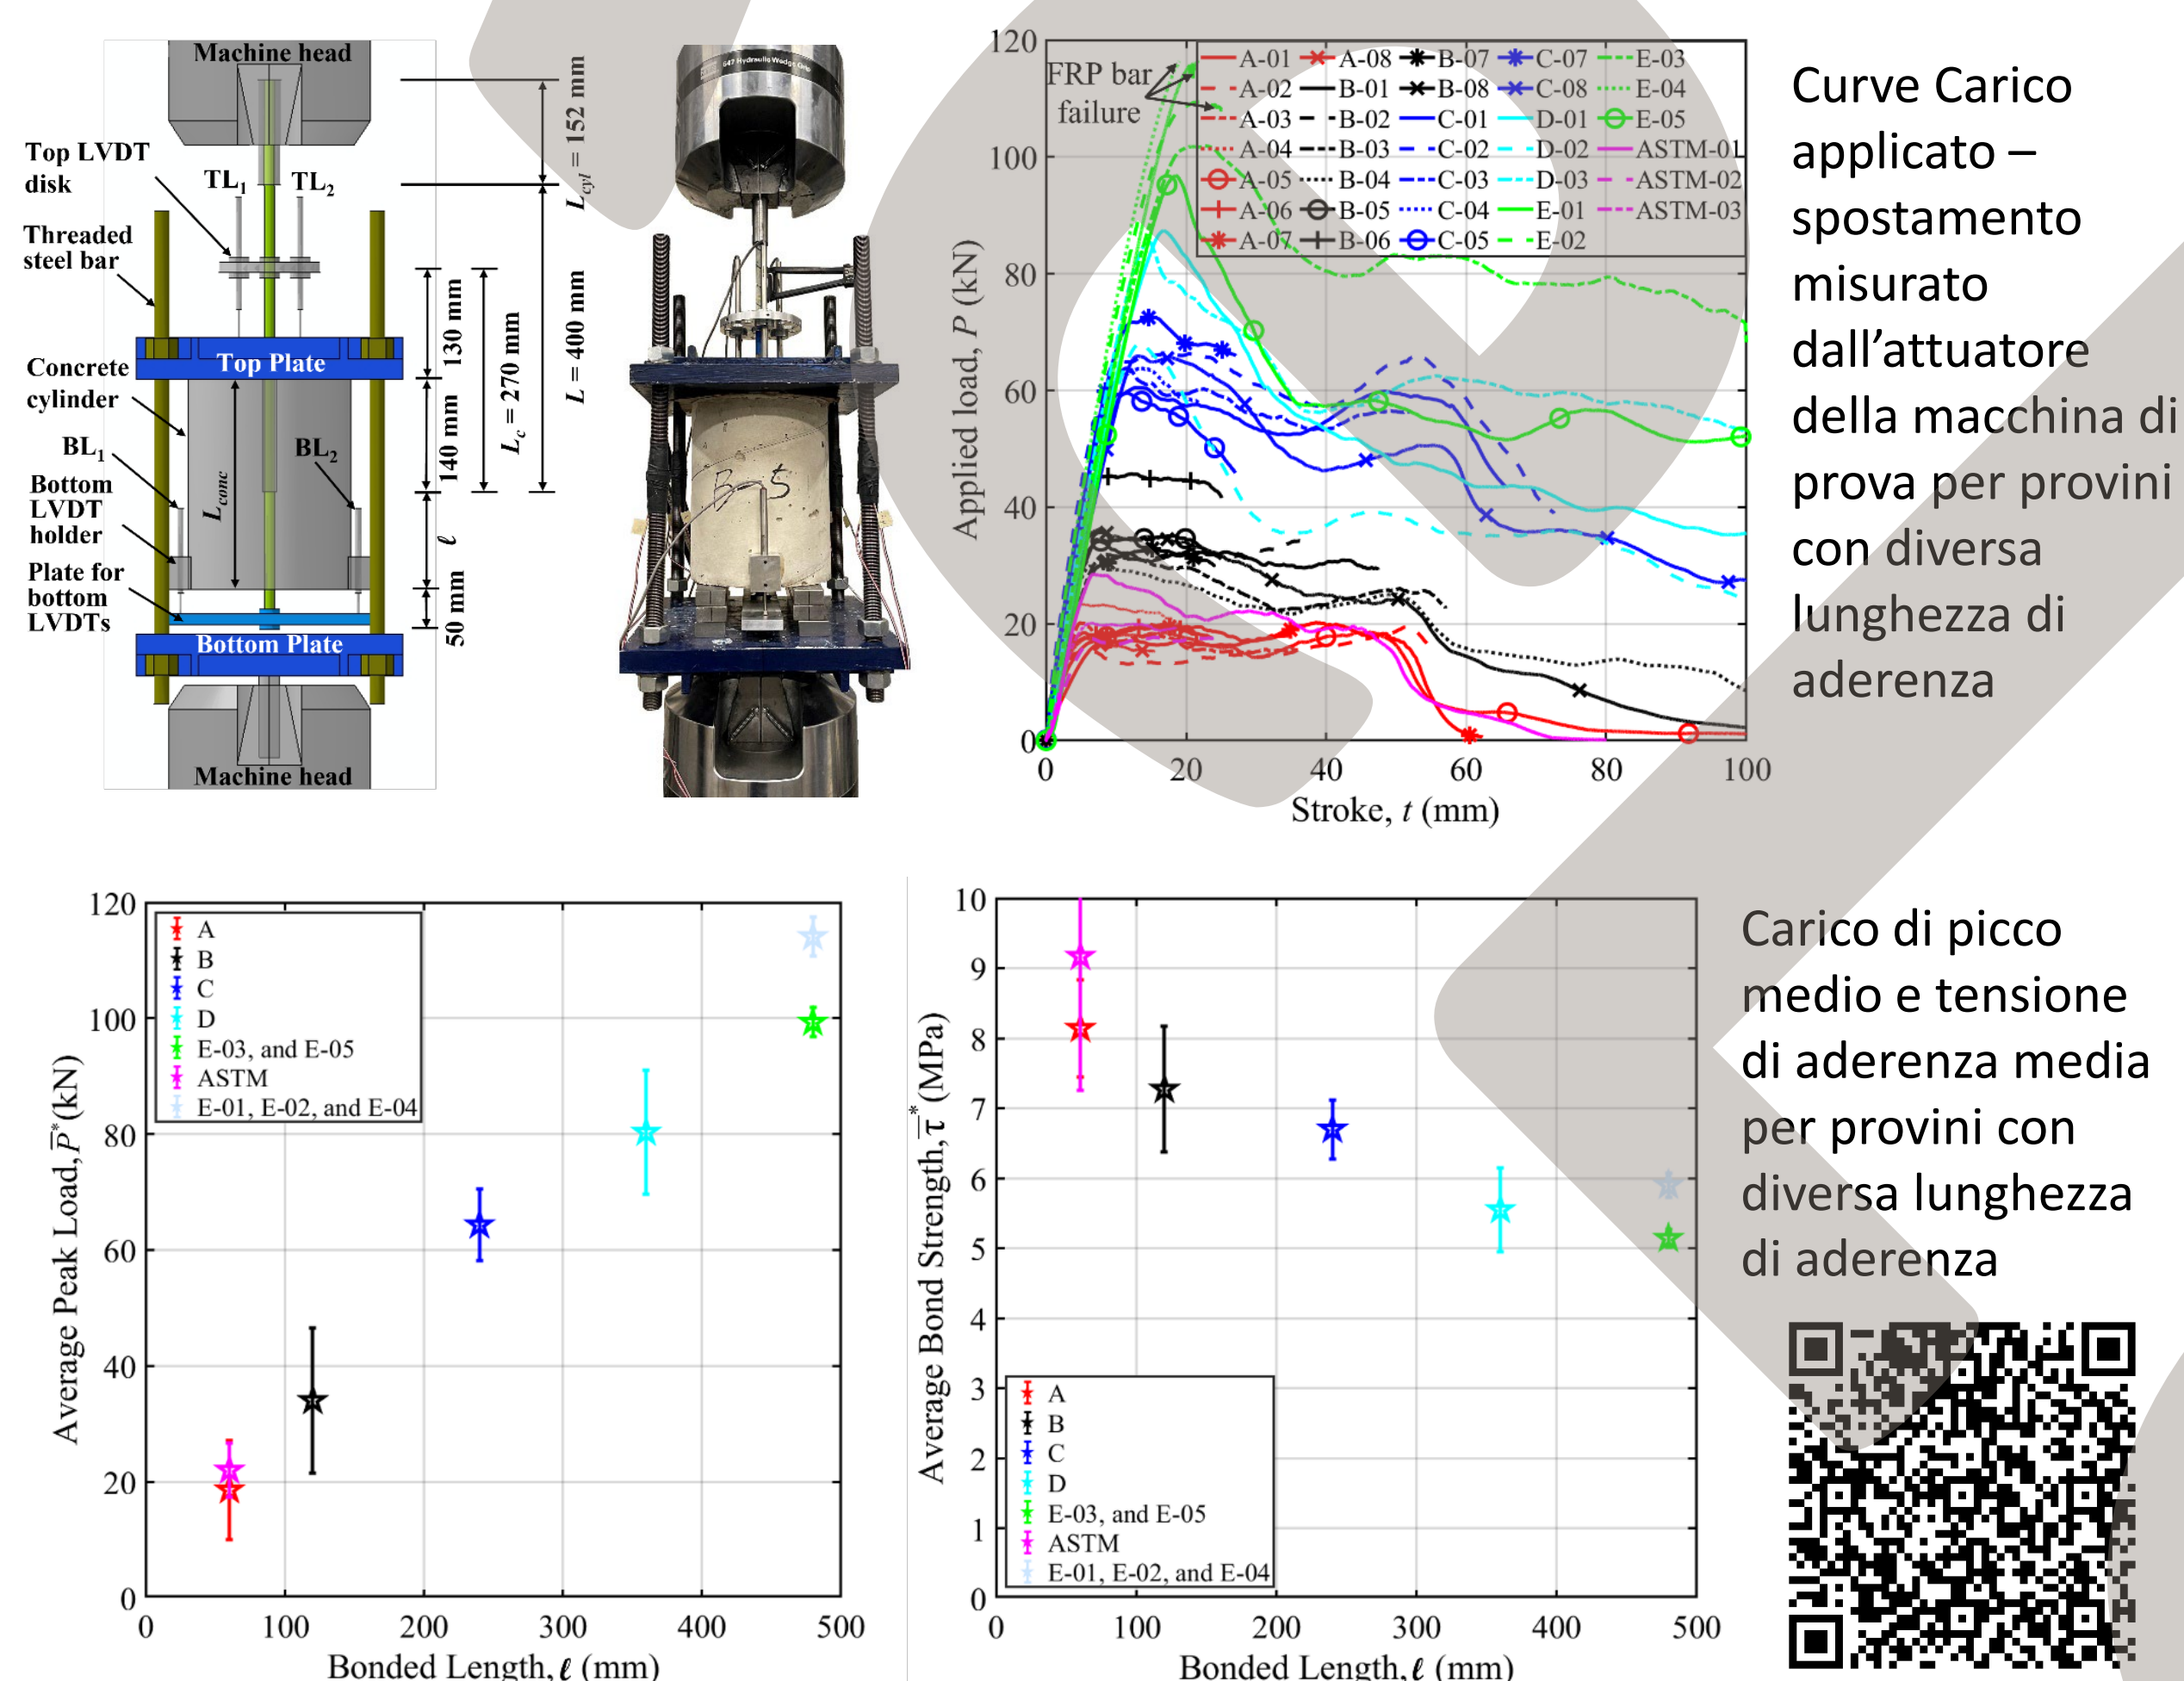 Machine head
Top LVDT
disk
TL1
TL2
Threaded
steel bar
Top Plate
Concrete
cylinder
BL1
BL2
Bottom
LVDT
holder
Plate for
bottom
LVDTs
Bottom Plate
Machine head
Lconc
130 mm
140 mm
ℓ
50 mm
Lc = 270 mm
Lcyl = 152 mm
L = 400 mm
647 Hydraulic Wedge Grip
B-5
FRP bar
failure
A-01 A-08 B-07 C-07 E-03
A-02 B-01 B-08 C-08 E-04
A-03 B-02 C-01 D-01 E-05
A-04 B-03 C-02 D-02 ASTM-01
A-05 B-04 C-03 D-03 ASTM-02
A-06 B-05 C-04 E-01 ASTM-03
A-07 B-06 C-05 E-02
120
100
80
60
40
20
0
0 20 40 60 80 100
Applied load, P (kN)
Stroke, t (mm)
Curve Carico
applicato –
spostamento
misurato
dall’attuatore
della macchina di
prova per provini
con diversa
lunghezza di
aderenza
120
100
80
60
40
20
0
0 100 200 300 400 500
A
B
C
D
E-03, and E-05
ASTM
E-01, E-02, and E-04
Average Peak Load, P̅*(kN)
Bonded Length, ℓ (mm)
10
9
8
7
6
5
4
3
2
1
0
0 100 200 300 400 500
A
B
C
D
E-03, and E-05
ASTM
E-01, E-02, and E-04
Average Bond Strength, τ̅* (MPa)
Bonded Length, ℓ (mm)
Carico di picco
medio e tensione
di aderenza media
per provini con
diversa lunghezza
di aderenza